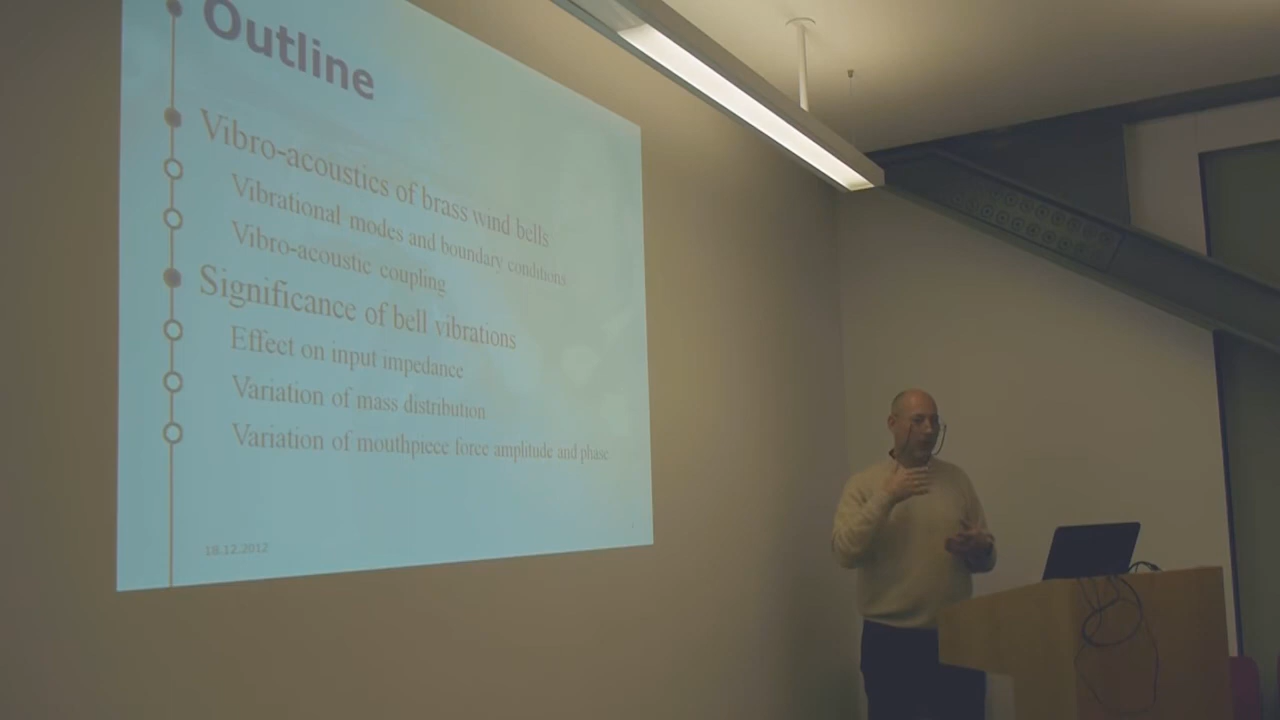 Outline
Vibro-acoustics of brass wind bells
Vibrational modes and boundary conditions
Vibro-acoustic coupling
Significance of bell vibrations
Effect on input impedance
Variation of mass distribution
Variation of mouthpiece force amplitude and phase
18.12.2012